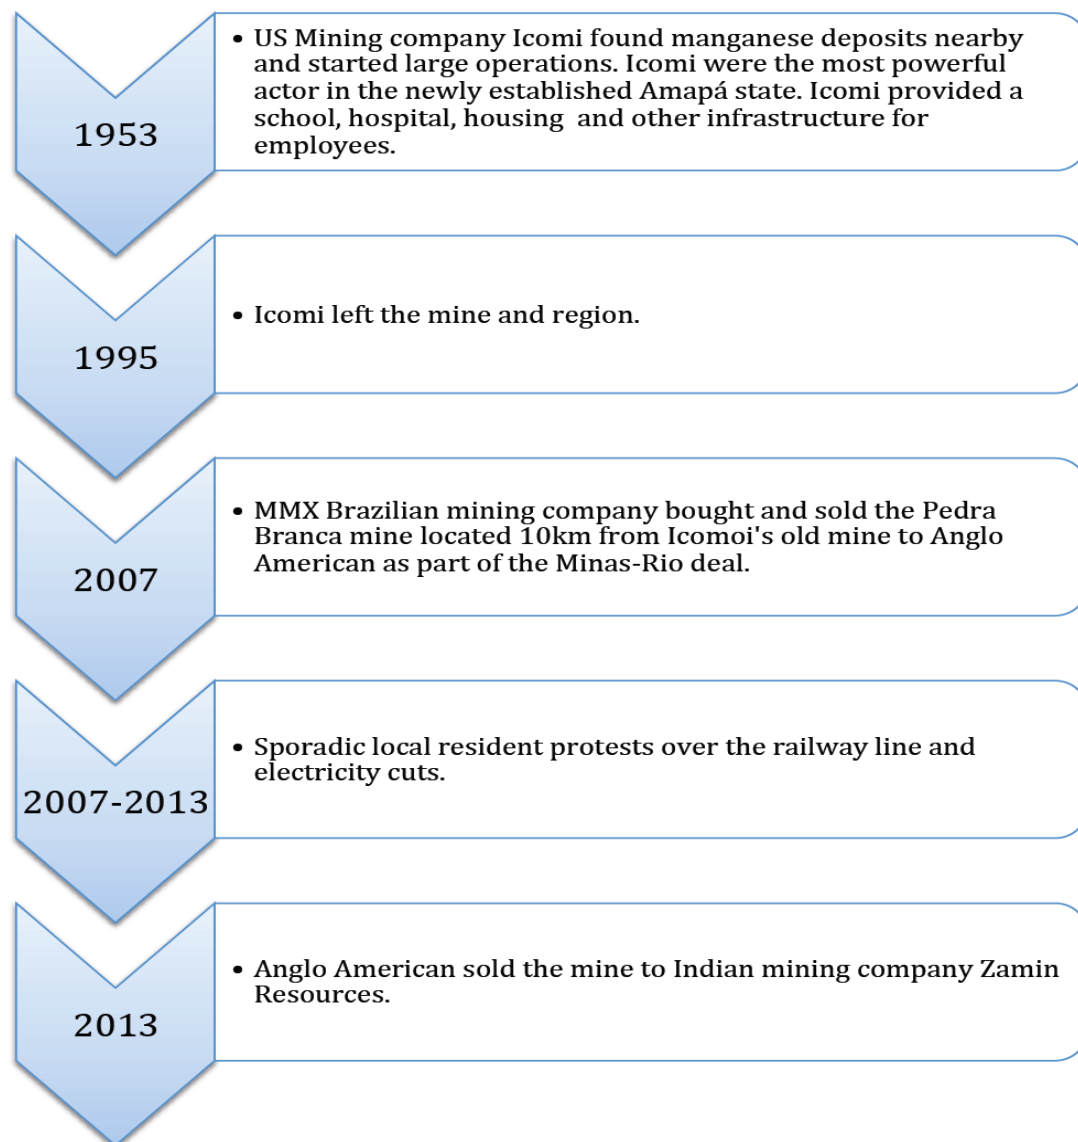 1953
• US Mining company Icomi found manganese deposits nearby
and started large operations. Icomi were the most powerful
actor in the newly established Amapá state. Icomi provided a
school, hospital, housing  and other infrastructure for
employees.
1995
• Icomi left the mine and region.
2007
• MMX Brazilian mining company bought and sold the Pedra
Branca mine located 10km from Icomoi's old mine to Anglo
American as part of the Minas-Rio deal.
2007-2013
• Sporadic local resident protests over the railway line and
electricity cuts.
2013
• Anglo American sold the mine to Indian mining company Zamin
Resources.